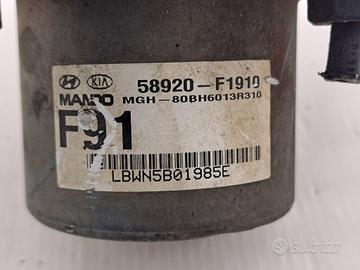 KIA 58920-F1910
MANDO MGH-80BH6013R310
F91
LBWN5B01985E
subito